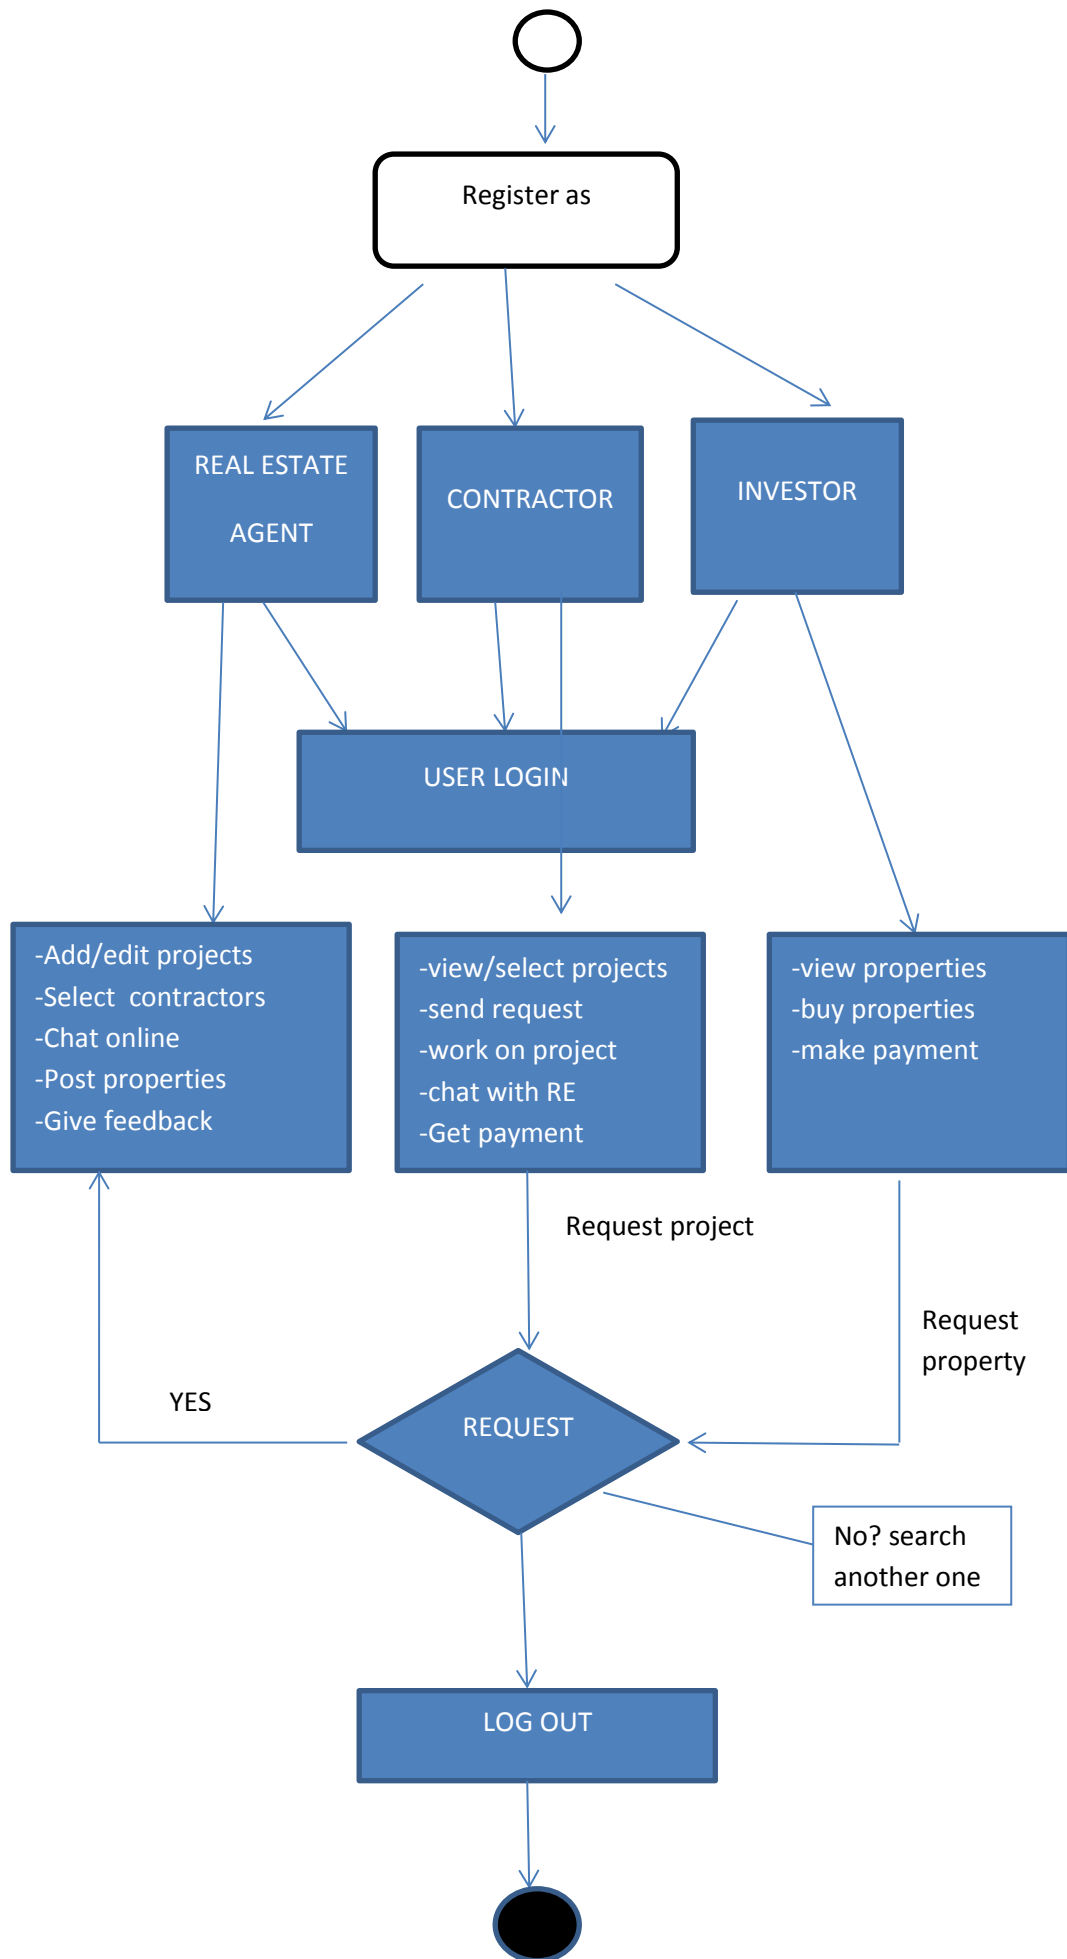 Register as
REAL ESTATE
AGENT
CONTRACTOR
INVESTOR
USER LOGIN
-Add/edit projects
-Select  contractors
-Chat online
-Post properties
-Give feedback
-view/select projects
-send request
-work on project
-chat with RE
-Get payment
-view properties
-buy properties
-make payment
Request project
Request
property
YES
REQUEST
No? search
another one
LOG OUT